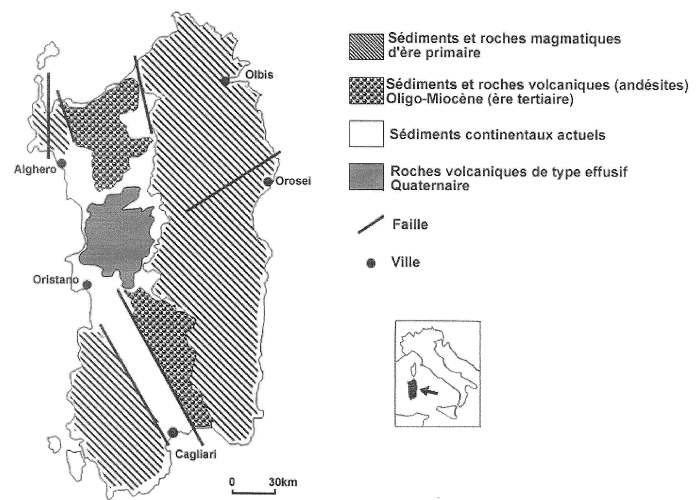 Sédiments et roches magmatiques
d'ère primaire
Sédiments et roches volcaniques (andésites)
Oligo-Miocène (ère tertiaire)
Sédiments continentaux actuels
Roches volcaniques de type effusif
Quaternaire
Faille
Ville
Olbis
Alghero
Orosei
Oristano
Cagliari
0 30km